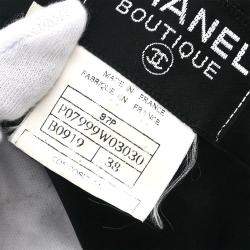 CHANEL
BOUTIQUE
MADE IN FRANCE
FABRIQUE EN FRANCE
97P
P07999W03030
B0919 38